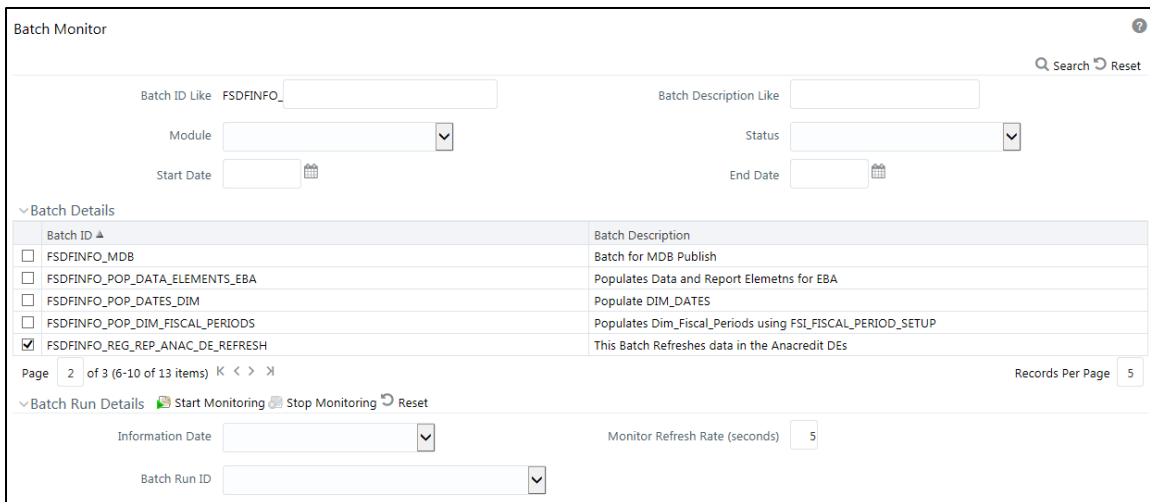 Batch Monitor
Search Reset
Batch ID Like FSDFINFO_ Batch Description Like
Module Status
Start Date End Date
Batch Details
Batch ID Batch Description
FSDFINFO_MDB Batch for MDB Publish
FSDFINFO_POP_DATA_ELEMENTS_EBA Populates Data and Report Elemetns for EBA
FSDFINFO_POP_DATES_DIM Populate DIM_DATES
FSDFINFO_POP_DIM_FISCAL_PERIODS Populates Dim_Fiscal_Periods using FSI_FISCAL_PERIOD_SETUP
FSDFINFO_REG_REP_ANAC_DE_REFRESH This Batch Refreshes data in the Anacredit DEs
Page 2 of 3 (6-10 of 13 items) Records Per Page 5
Batch Run Details Start Monitoring Stop Monitoring Reset
Information Date Monitor Refresh Rate (seconds) 5
Batch Run ID